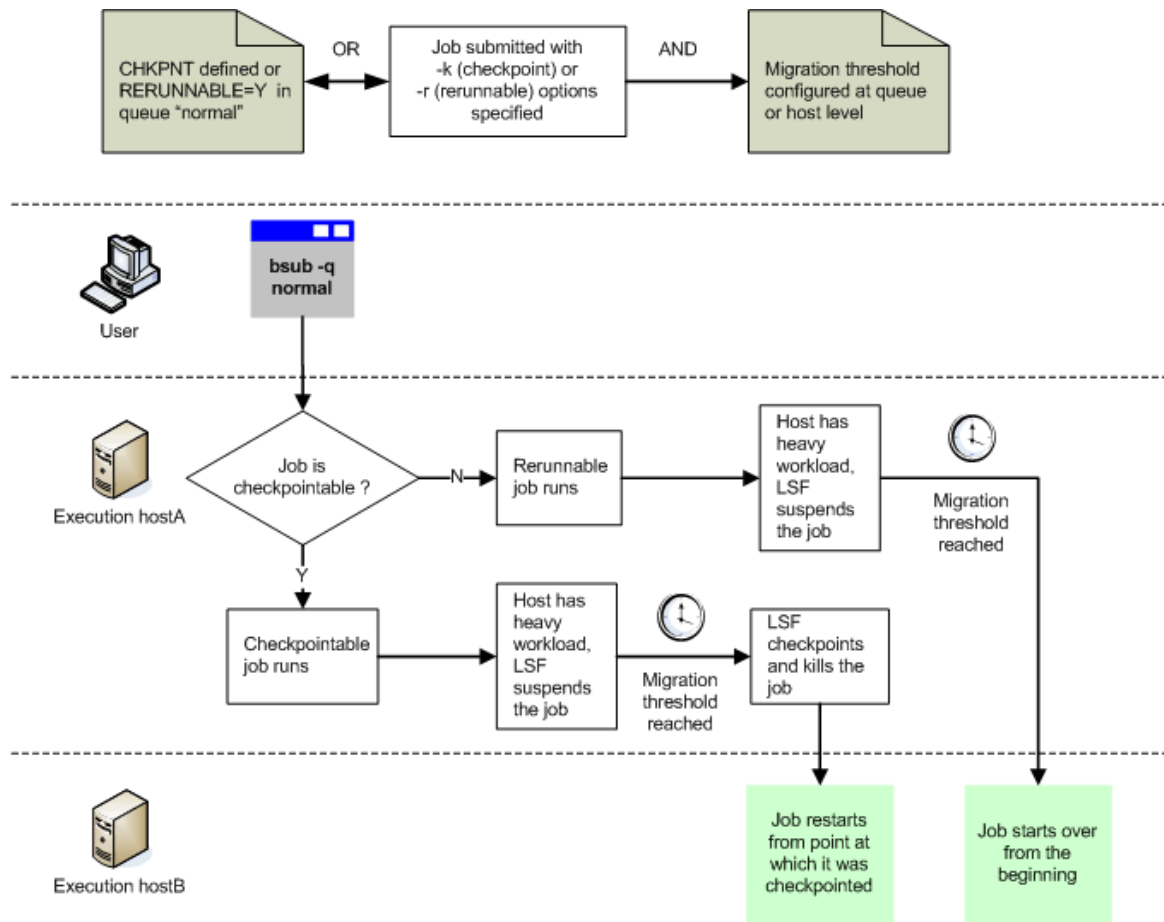 CHKPNT defined or
RERUNNABLE=Y in
queue “normal”
OR
Job submitted with
-k (checkpoint) or
-r (rerunnable) options
specified
AND
Migration threshold
configured at queue
or host level
User
bsub -q
normal
Execution hostA
Job is
checkpointable ?
N
Rerunnable
job runs
Host has
heavy
workload,
LSF
suspends
the job
Migration
threshold
reached
Y
Checkpointable
job runs
Host has
heavy
workload,
LSF
suspends
the job
Migration
threshold
reached
LSF
checkpoints
and kills the
job
Execution hostB
Job restarts
from point at
which it was
checkpointed
Job starts over
from the
beginning